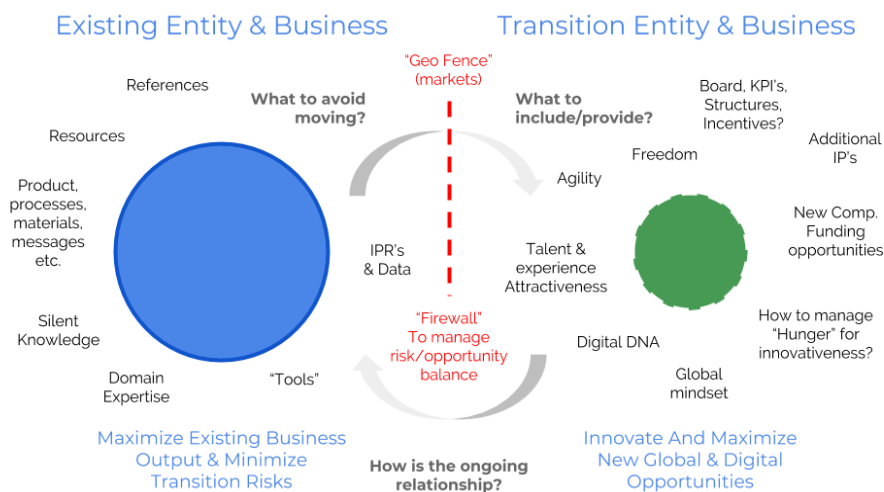 Existing Entity & Business
Transition Entity & Business
"Geo Fence"
(markets)
References
What to avoid
moving?
What to
include/provide?
Board, KPI's,
Structures,
Incentives?
Resources
Additional
IP's
Freedom
Agility
Product,
processes,
materials,
messages
etc.
IPR's
& Data
Talent &
experience
Attractiveness
New Comp.
Funding
opportunities
Silent
Knowledge
"Firewall"
To manage
risk/opportunity
balance
Digital DNA
How to manage
"Hunger" for
innovativeness?
Domain
Expertise
"Tools"
Global
mindset
Maximize Existing Business
Output & Minimize
Transition Risks
How is the ongoing
relationship?
Innovate And Maximize
New Global & Digital
Opportunities